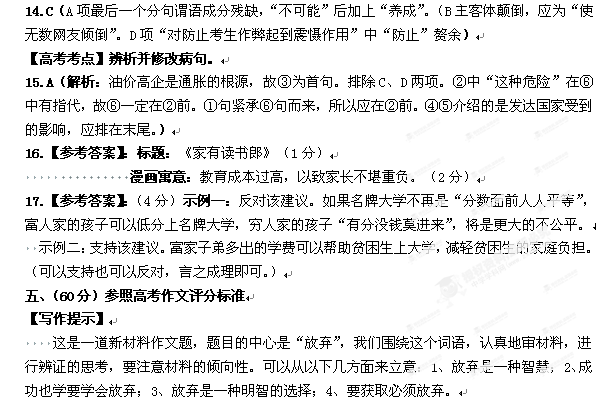 14.C（A 项最后一个分句谓语成分残缺，“不可能”后加上“养成”。（B 主客体颠倒，应为“使
无数网友倾倒”。D 项“对防止考生作弊起到震慑作用”中“防止”赘余）
【高考考点】辨析并修改病句。
15.A（解析：油价高企是通胀的根源，故③为首句。排除 C、D 两项。②中“这种危险”在⑥
中有指代，故⑥一定在②前。①句紧承⑥句而来，所以应在②前。④⑤介绍的是发达国家受到
的影响，应排在末尾。）
16.【参考答案】：标题：《家有读书郎》（1 分）
漫画寓意：教育成本过高，以致家长不堪重负。（2 分）
17.【参考答案】：（4 分）示例一：反对该建议。如果名牌大学不再是“分数面前人人平等”，
富人家的孩子可以低分上名牌大学，穷人家的孩子“有分没钱莫进来”，将是更大的不公平。
示例二：支持该建议。富家子弟多出的学费可以帮助贫困生上大学，减轻贫困生的家庭负担。
（可以支持也可以反对，言之成理即可。）
五、（60 分）参照高考作文评分标准
【写作提示】
这是一道新材料作文题，题目的中心是“放弃”，我们围绕这个词语，认真地审材料，进
行辨证的思考，要注意材料的倾向性。可以从以下几方面来立意：1、放弃是一种智慧；2、成
功也学要学会放弃；3、放弃是一种明智的选择；4、要获取必须放弃。